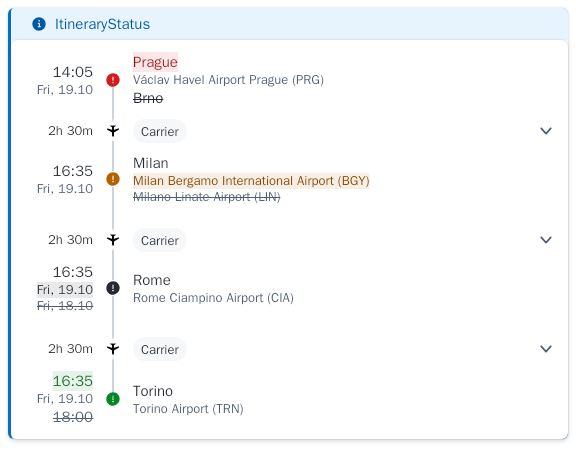 ItineraryStatus
14:05
Fri, 19.10
Prague
Václav Havel Airport Prague (PRG)
Brno
2h 30m
Carrier
16:35
Fri, 19.10
Milan
Milan Bergamo International Airport (BGY)
Milano Linate Airport (LIN)
2h 30m
Carrier
16:35
Fri, 19.10
Fri, 18.10
Rome
Rome Ciampino Airport (CIA)
2h 30m
Carrier
16:35
Fri, 19.10
18:00
Torino
Torino Airport (TRN)